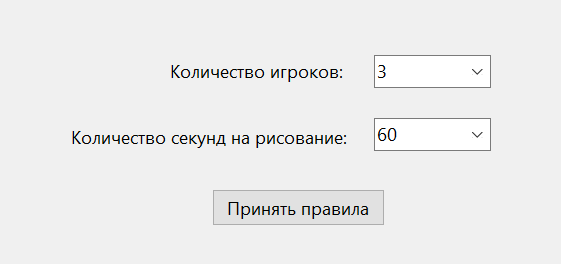 Количество игроков: 3
Количество секунд на рисование: 60
Принять правила